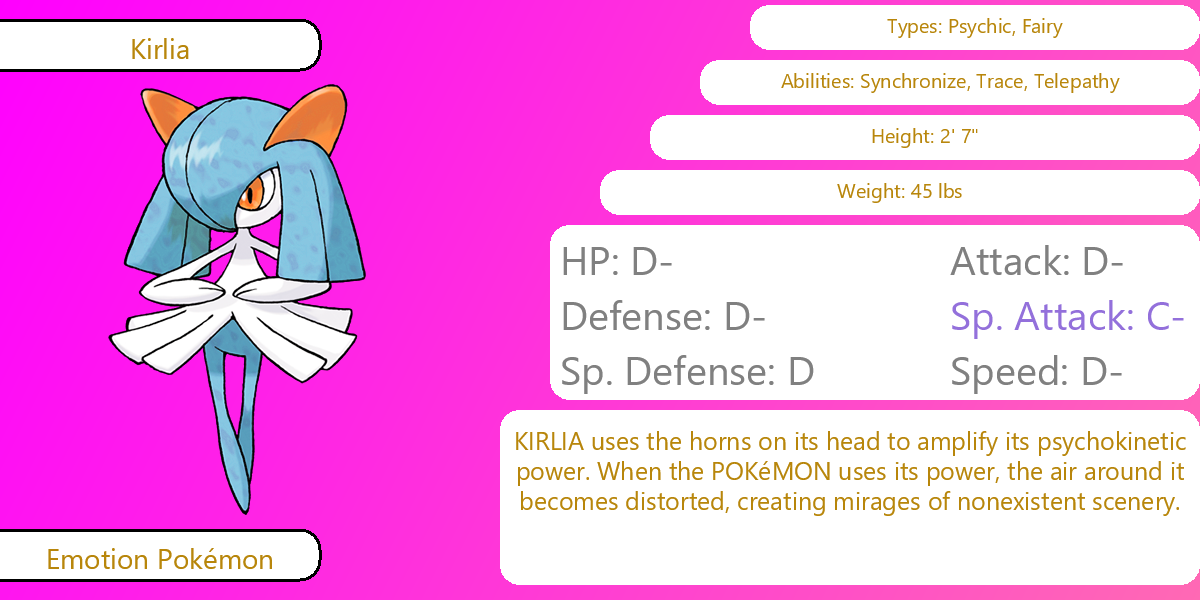 Kirlia
Types: Psychic, Fairy
Abilities: Synchronize, Trace, Telepathy
Height: 2' 7"
Weight: 45 lbs
HP: D-
Attack: D-
Defense: D-
Sp. Attack: C-
Sp. Defense: D
Speed: D-
KIRLIA uses the horns on its head to amplify its psychokinetic
power. When the POKéMON uses its power, the air around it
becomes distorted, creating mirages of nonexistent scenery.
Emotion Pokémon